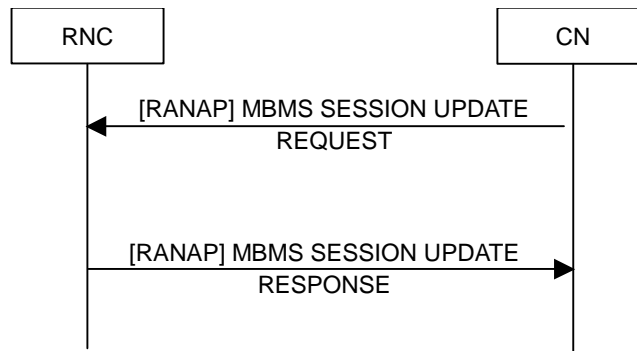 RNC
CN
[RANAP] MBMS SESSION UPDATE
REQUEST
[RANAP] MBMS SESSION UPDATE
RESPONSE